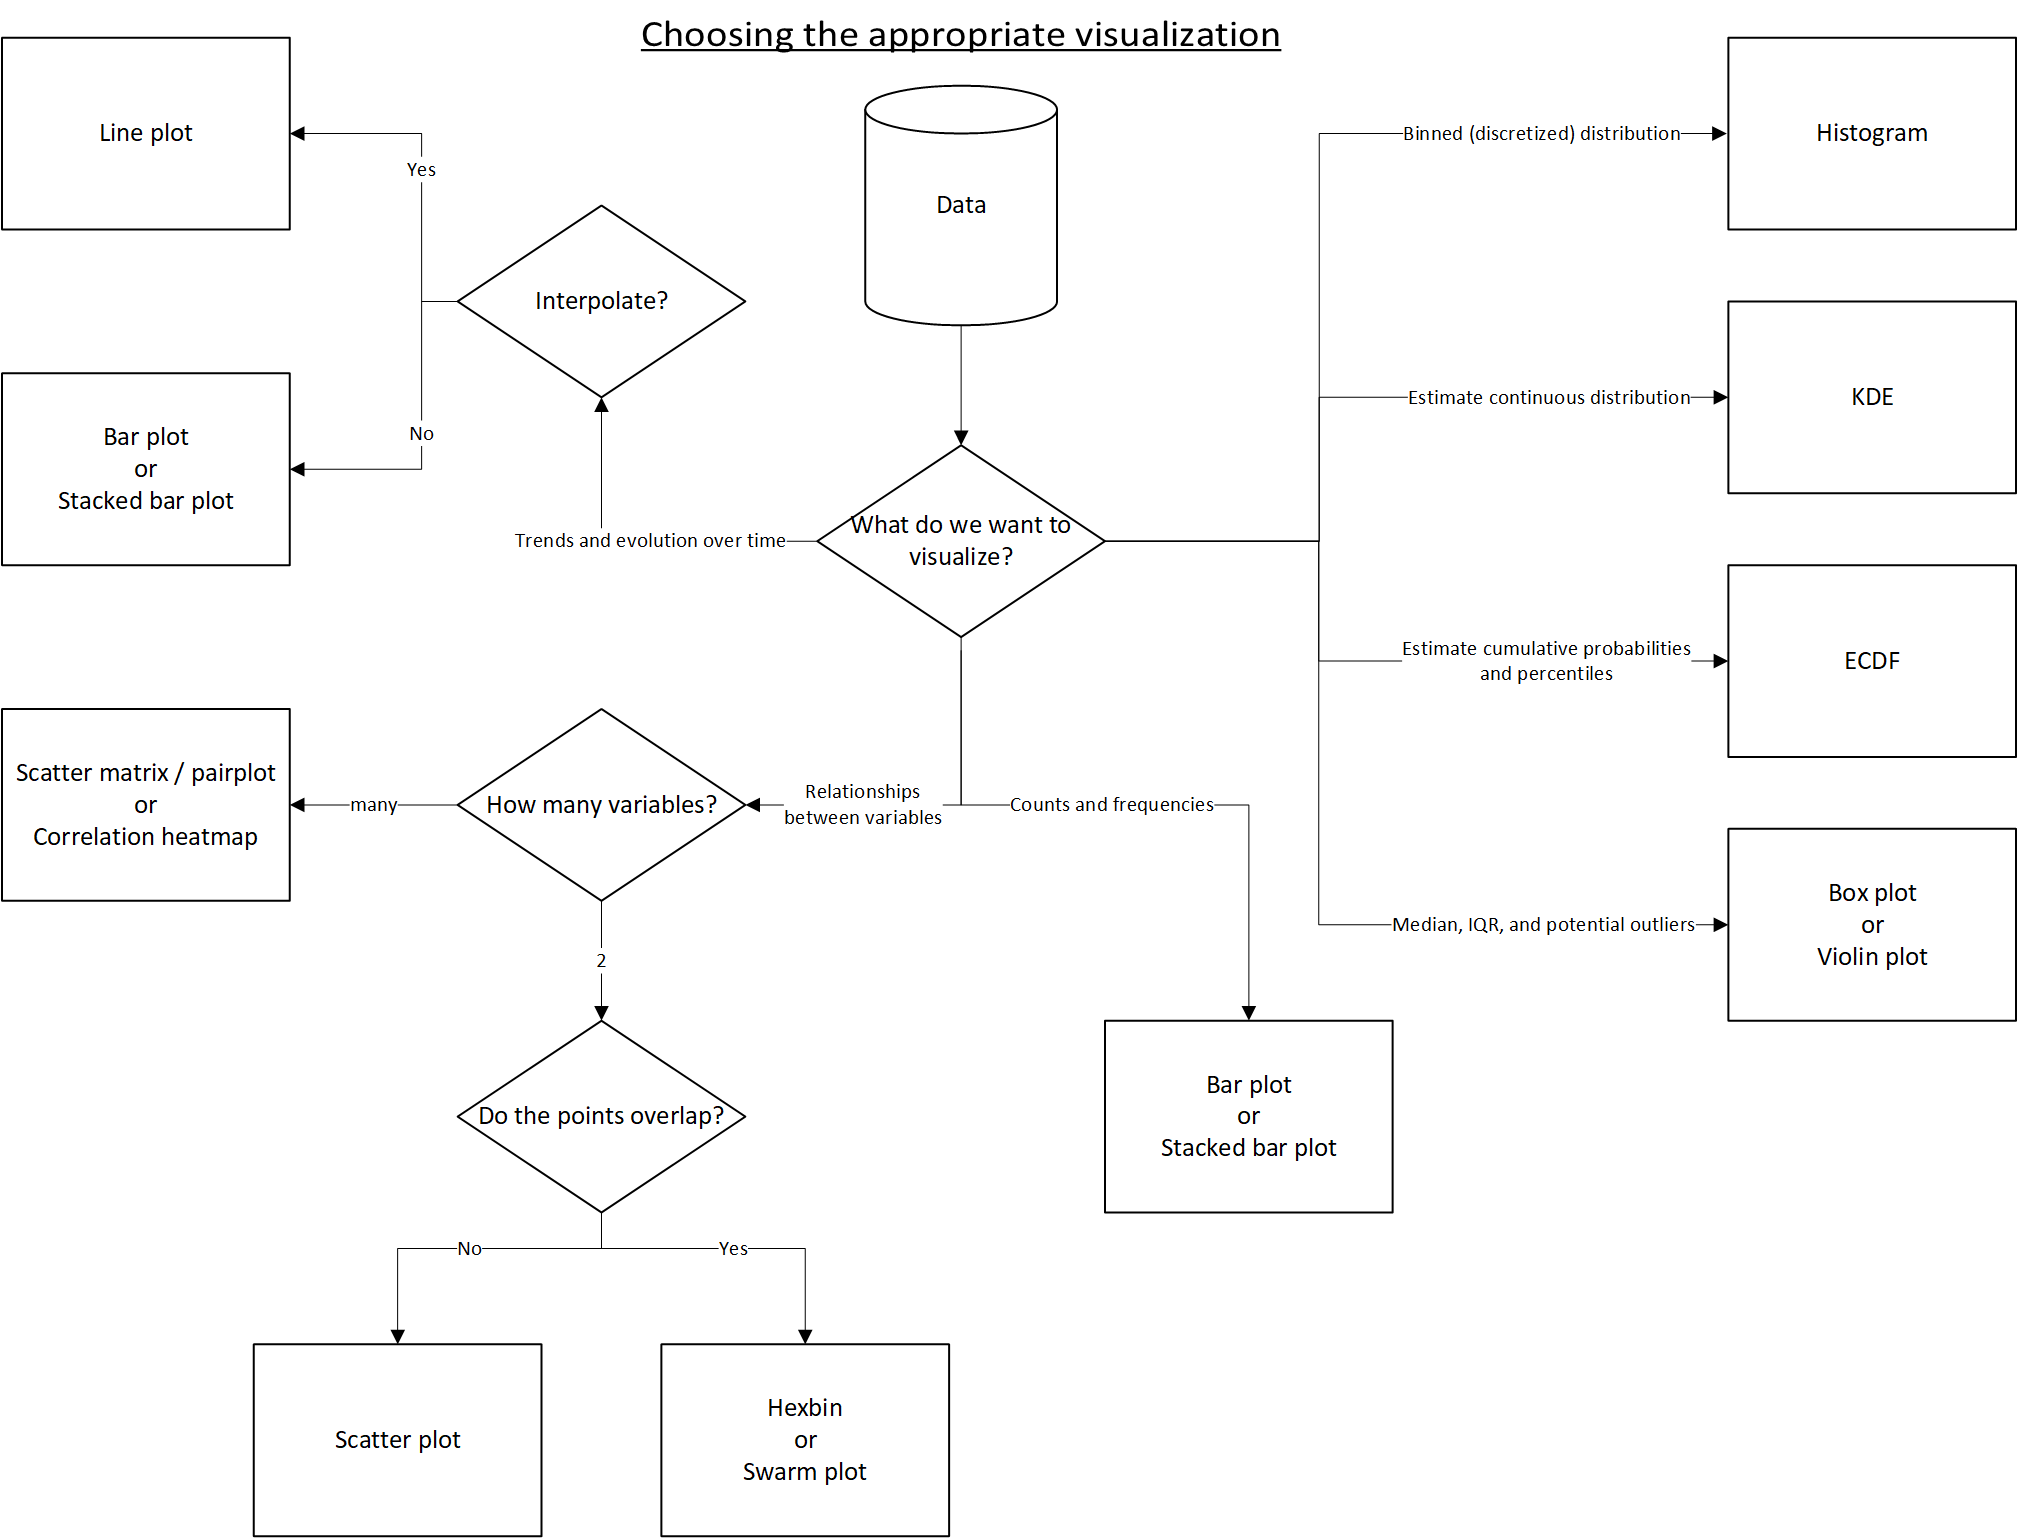 Choosing the appropriate visualization
Line plot
Yes
Interpolate?
No
Bar plot
or
Stacked bar plot
Data
What do we want to
visualize?
Trends and evolution over time
Binned (discretized) distribution
Histogram
Estimate continuous distribution
KDE
Estimate cumulative probabilities
and percentiles
ECDF
Median, IQR, and potential outliers
Box plot
or
Violin plot
Relationships
between variables
Counts and frequencies
How many variables?
many
Scatter matrix / pairplot
or
Correlation heatmap
2
Do the points overlap?
No
Yes
Scatter plot
Hexbin
or
Swarm plot
Bar plot
or
Stacked bar plot